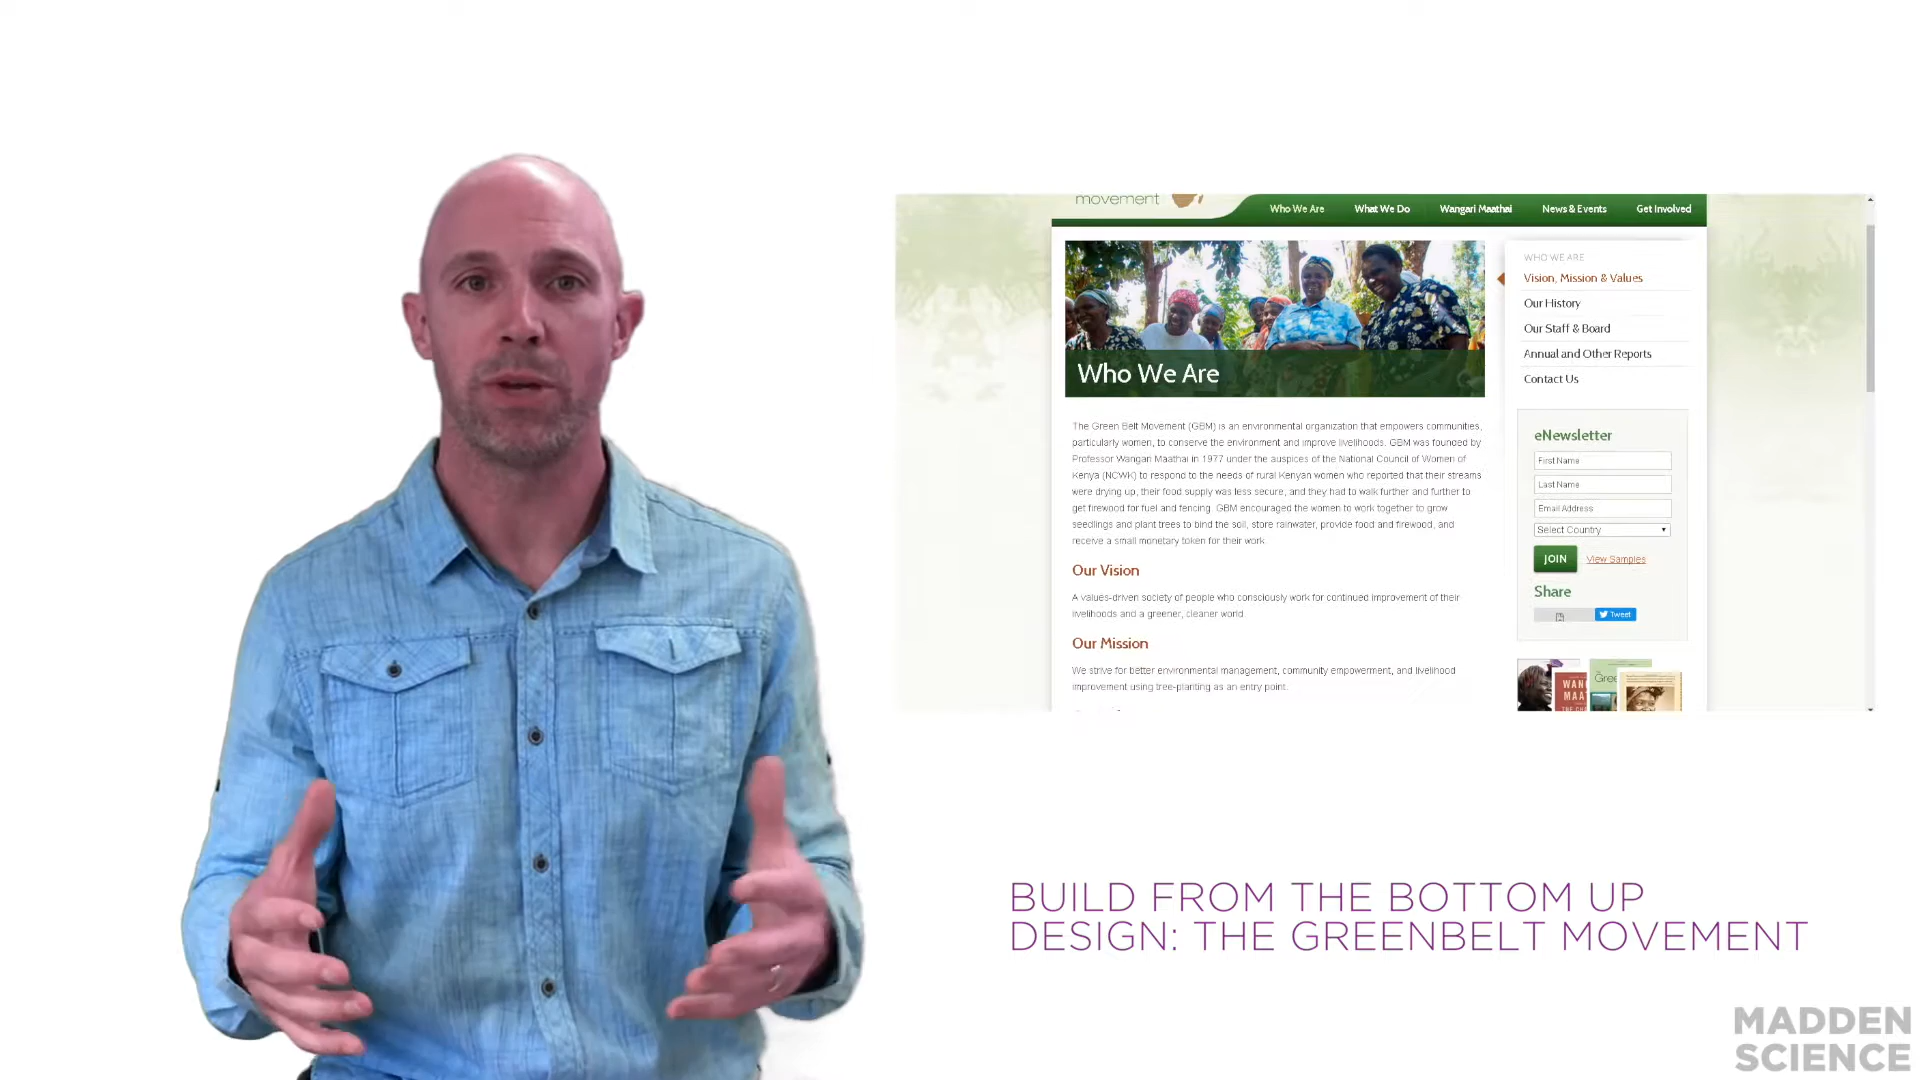 movement
Who We Are What We Do Wangari Maathai News & Events Get Involved
Who We Are
The Green Belt Movement (GBM) is an environmental organization that empowers communities,
particularly women, to conserve the environment and improve livelihoods. GBM was founded by
Professor Wangari Maathai in 1977 under the auspices of the National Council of Women of
Kenya (NCWK) to respond to the needs of rural Kenyan women who reported that their streams
were drying up, their food supply was less secure, and they had to walk further and further to
get firewood for fuel and fencing. GBM encouraged the women to work together to grow
seedlings and plant trees to bind the soil, store rainwater, provide food and firewood, and
receive a small monetary token for their work.
Our Vision
A values-driven society of people who consciously work for continued improvement of their
livelihoods and a greener, cleaner world.
Our Mission
We strive for better environmental management, community empowerment, and livelihood
improvement using tree-planting as an entry point.
WHO WE ARE
Vision, Mission & Values
Our History
Our Staff & Board
Annual and Other Reports
Contact Us
eNewsletter
First Name
Last Name
Email Address
Select Country
JOIN View Samples
Share
Tweet
BUILD FROM THE BOTTOM UP
DESIGN: THE GREENBELT MOVEMENT
MADDEN
SCIENCE